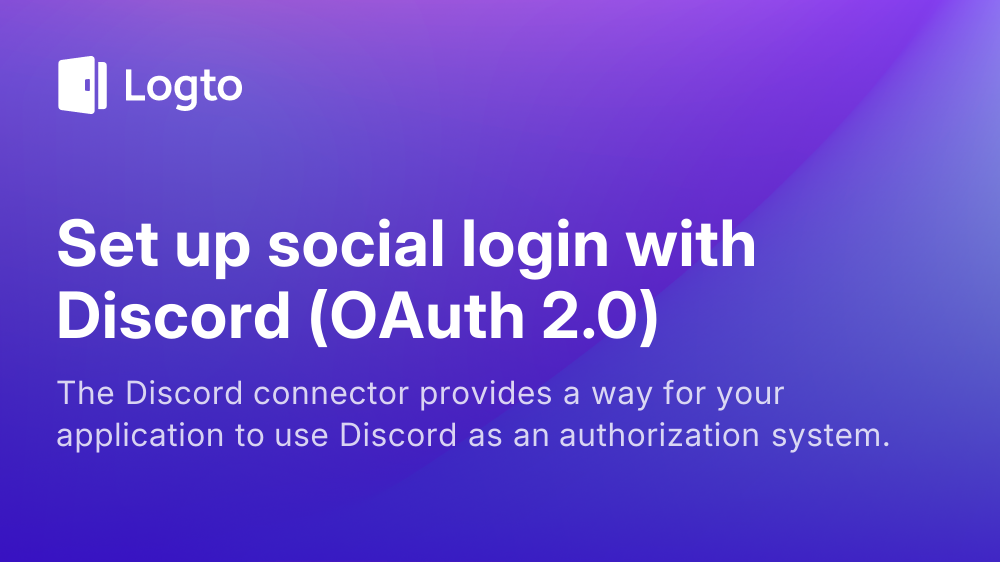 Logto
Set up social login with
Discord (OAuth 2.0)
The Discord connector provides a way for your
application to use Discord as an authorization system.